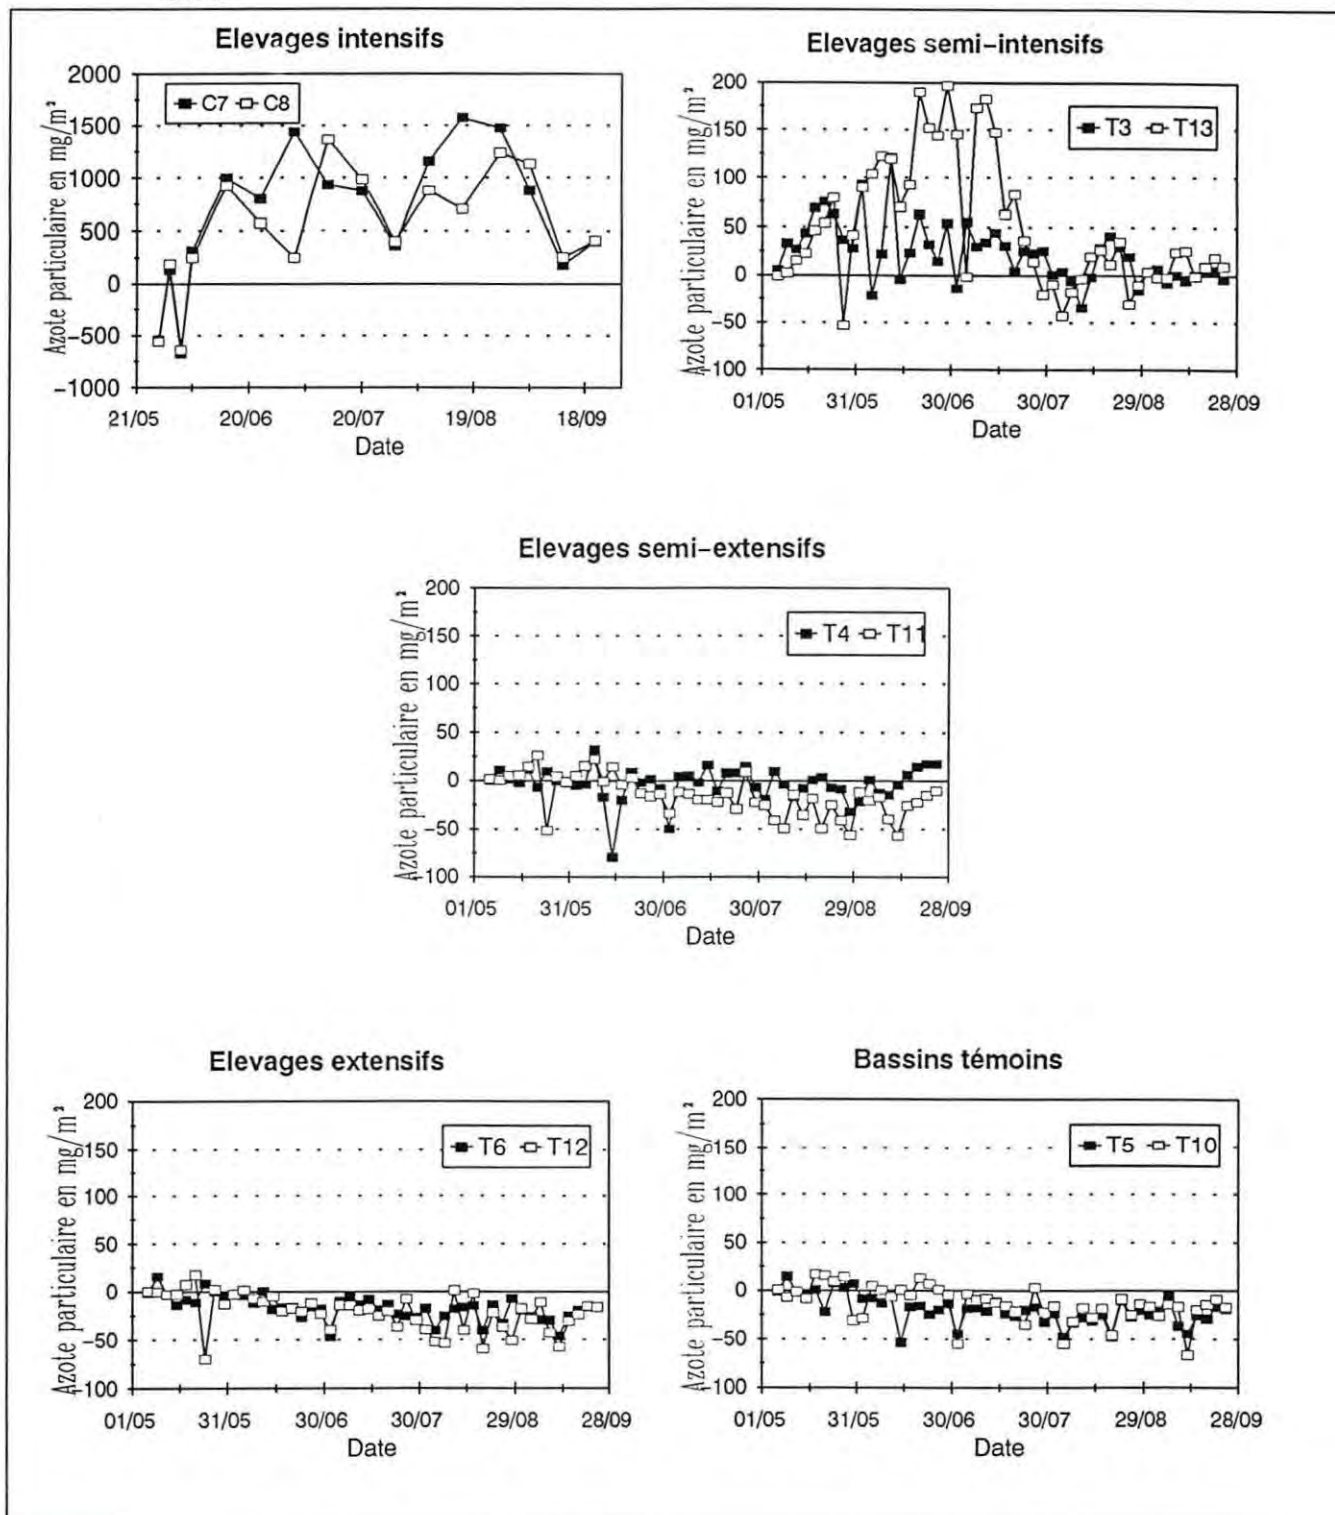 Elevages intensifs
Azote particulaire en mg/m²
2000
1500
1000
500
0
-500
-1000
C7 C8
21/05 20/06 20/07 19/08 18/09
Date
Elevages semi-intensifs
Azote particulaire en mg/m²
200
150
100
50
0
-50
-100
T3 T13
01/05 31/05 30/06 30/07 29/08 28/09
Date
Elevages semi-extensifs
Azote particulaire en mg/m²
200
150
100
50
0
-50
-100
T4 T11
01/05 31/05 30/06 30/07 29/08 28/09
Date
Elevages extensifs
Azote particulaire en mg/m²
200
150
100
50
0
-50
-100
T6 T12
01/05 31/05 30/06 30/07 29/08 28/09
Date
Bassins témoins
Azote particulaire en mg/m²
200
150
100
50
0
-50
-100
T5 T10
01/05 31/05 30/06 30/07 29/08 28/09
Date